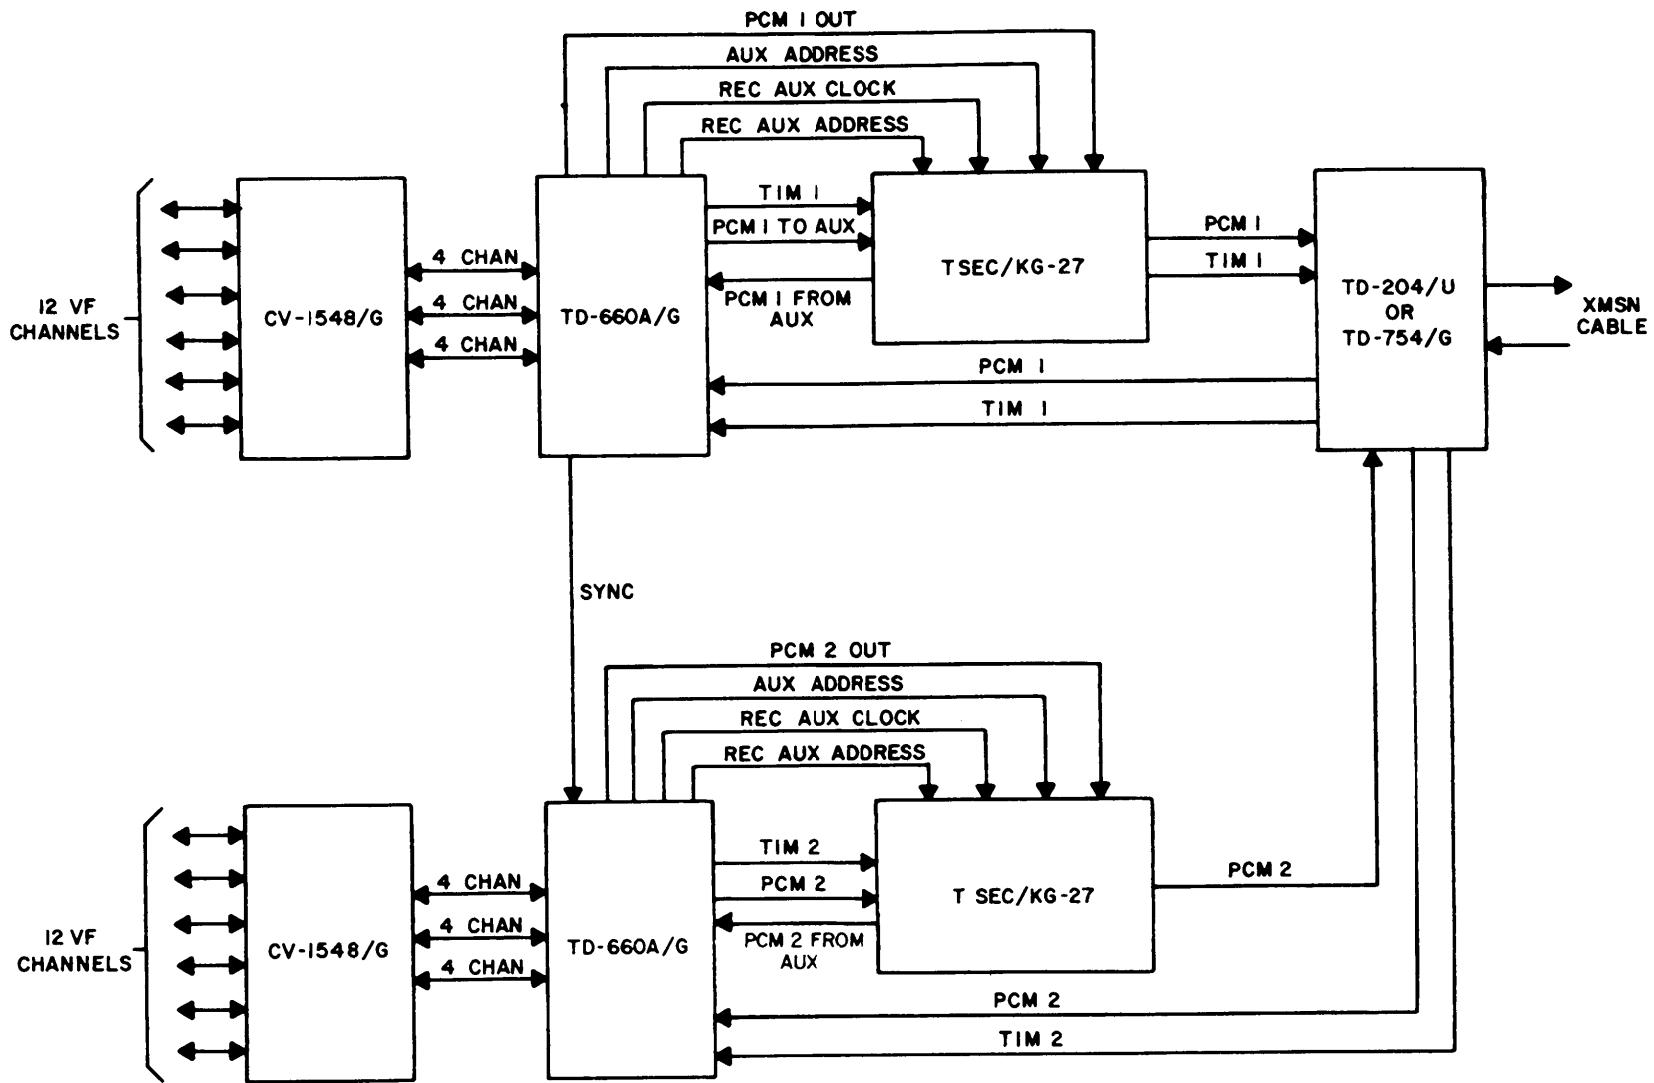 PCM 1 OUT
AUX ADDRESS
REC AUX CLOCK
REC AUX ADDRESS
12 VF
CHANNELS
CV-1548/G
4 CHAN
4 CHAN
4 CHAN
TD-660A/G
TIM 1
PCM 1 TO AUX
PCM 1 FROM
AUX
TSEC/KG-27
PCM 1
TIM 1
TD-204/U
OR
TD-754/G
XMSN
CABLE
PCM 1
TIM 1
SYNC
PCM 2 OUT
AUX ADDRESS
REC AUX CLOCK
REC AUX ADDRESS
12 VF
CHANNELS
CV-1548/G
4 CHAN
4 CHAN
4 CHAN
TD-660A/G
TIM 2
PCM 2
PCM 2 FROM
AUX
T SEC/KG-27
PCM 2
PCM 2
TIM 2